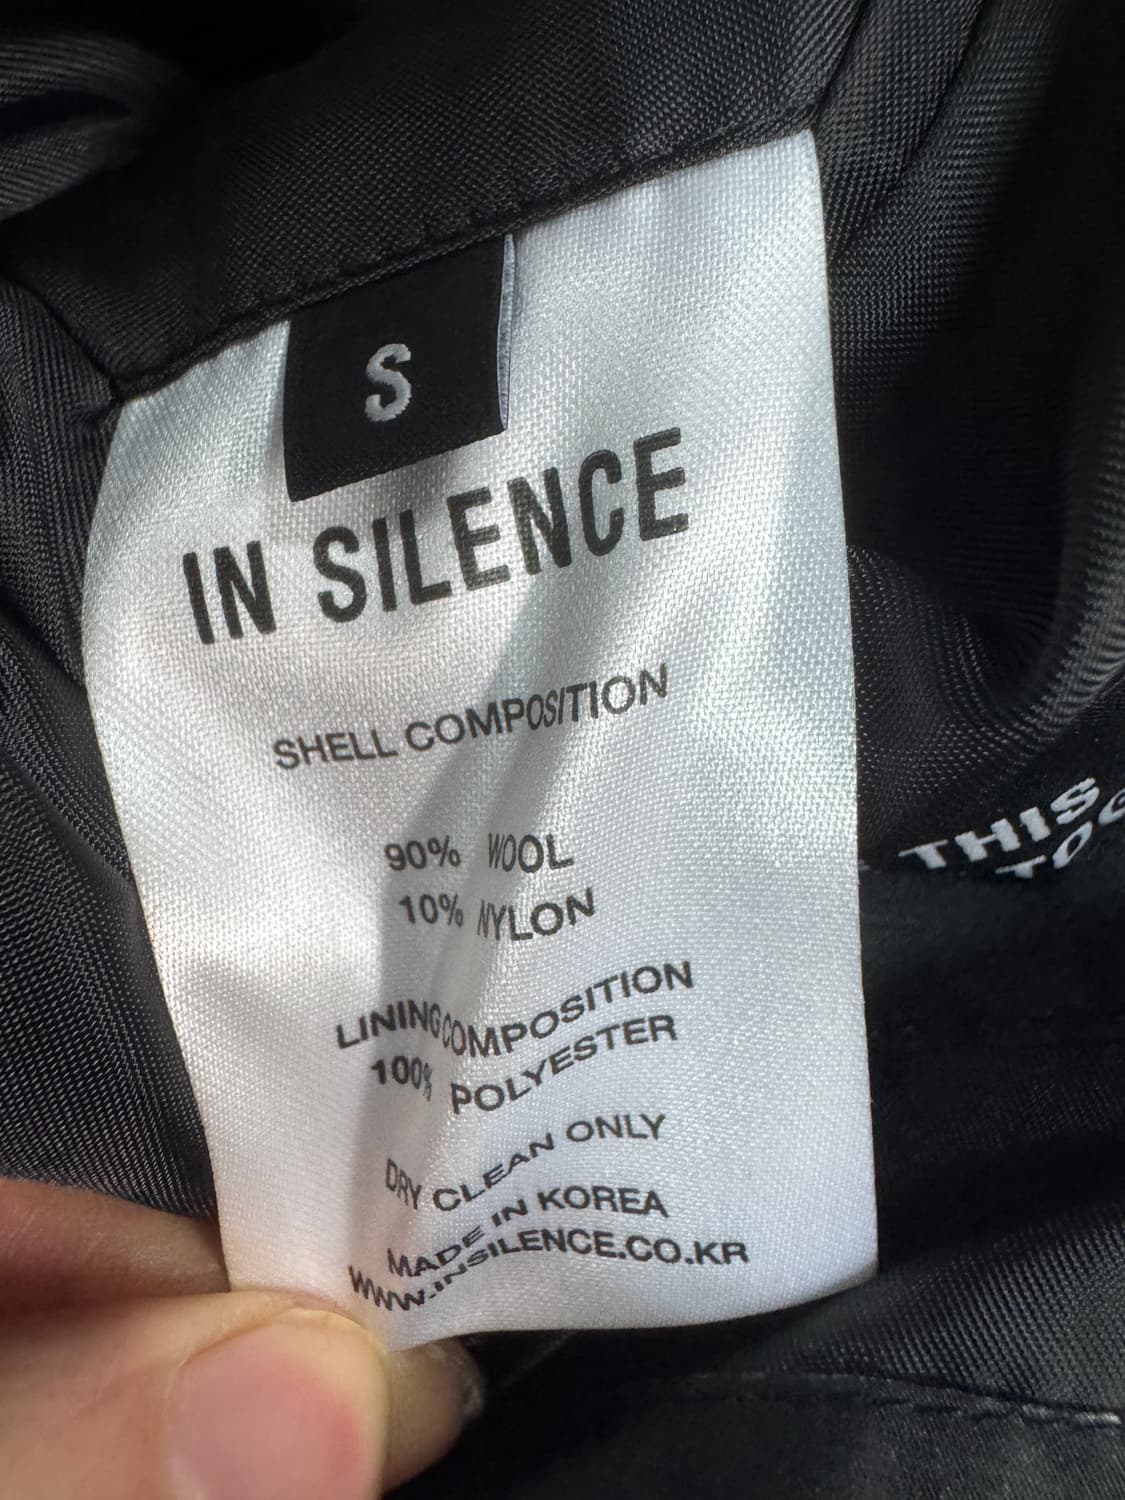 S
IN SILENCE
SHELL COMPOSITION
90% WOOL
10% NYLON
LINING COMPOSITION
100% POLYESTER
DRY CLEAN ONLY
MADE IN KOREA
WWW.INSILENCE.CO.KR
THIS